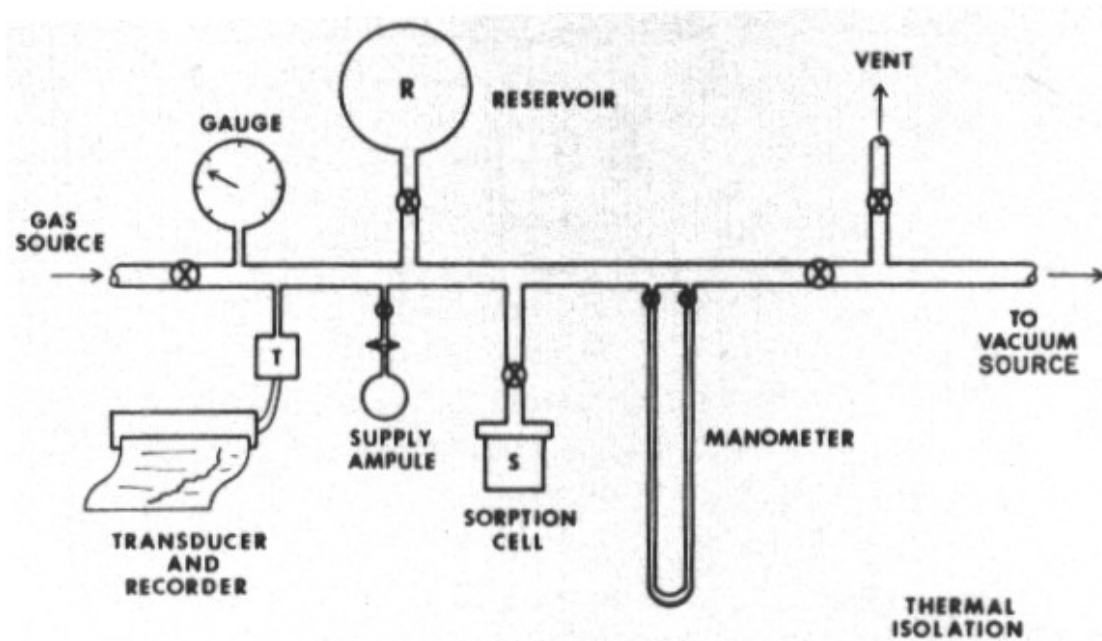 VENT
R
RESERVOIR
GAUGE
GAS
SOURCE
TO
VACUUM
SOURCE
T
SUPPLY
AMPULE
S
MANOMETER
SORPTION
CELL
TRANSDUCER
AND
RECORDER
THERMAL
ISOLATION